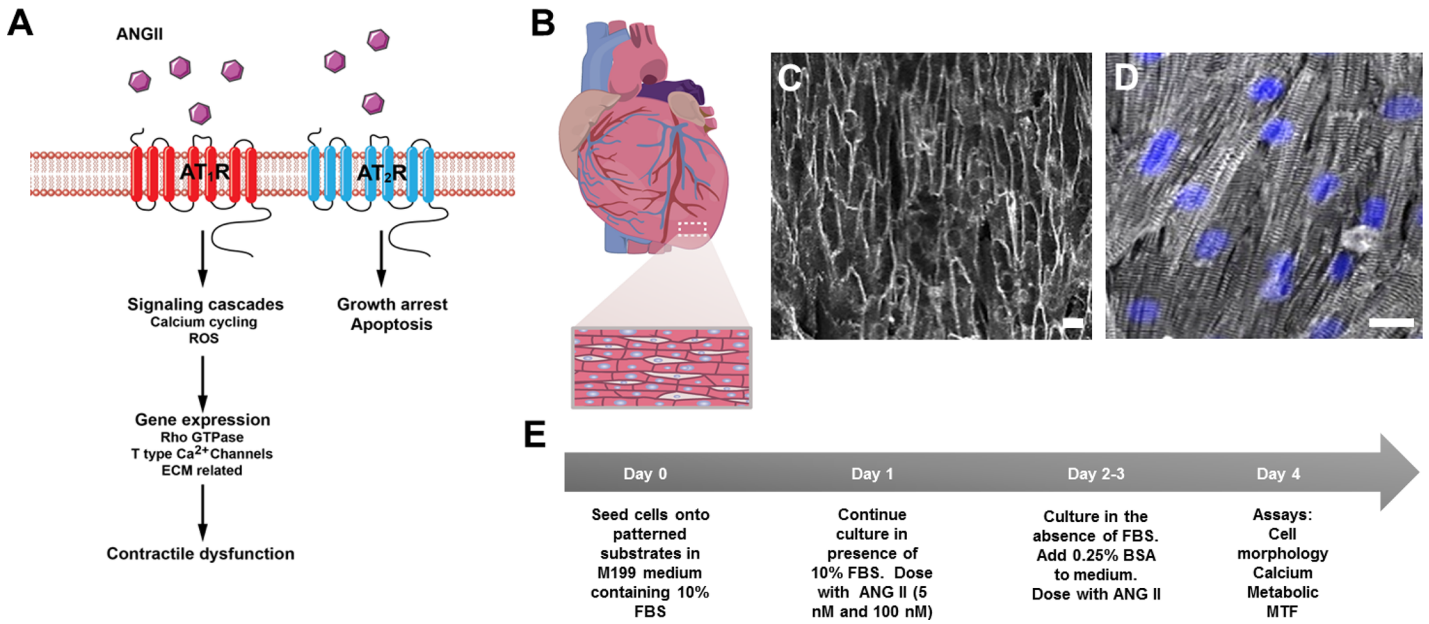 A
ANGII
AT1R
AT2R
Signaling cascades
Calcium cycling
ROS
Growth arrest
Apoptosis
Gene expression
Rho GTPase
T type Ca2+Channels
ECM related
Contractile dysfunction
B
C
D
E
Day 0
Day 1
Day 2-3
Day 4
Seed cells onto
patterned
substrates in
M199 medium
containing 10%
FBS
Continue
culture in
presence of
10% FBS. Dose
with ANG II (5
nM and 100 nM)
Culture in the
absence of FBS.
Add 0.25% BSA
to medium.
Dose with ANG II
Assays:
Cell
morphology
Calcium
Metabolic
MTF